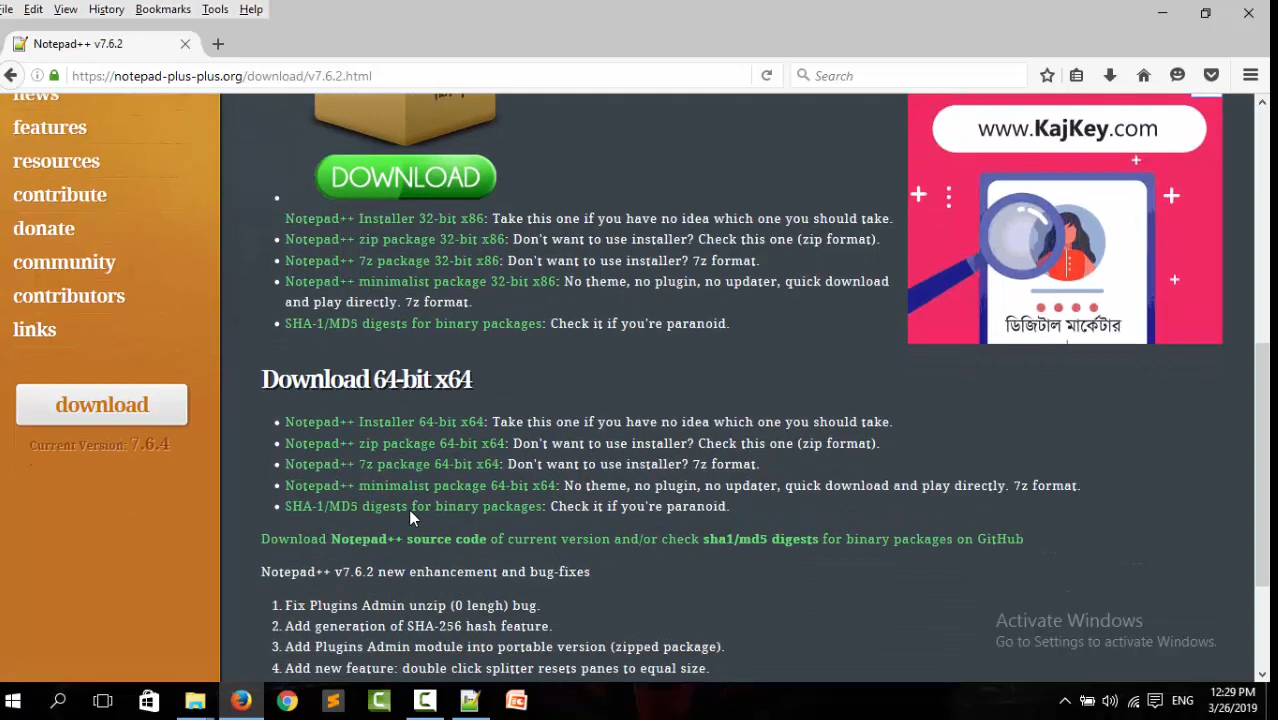 File Edit View History Bookmarks Tools Help
Notepad++ v7.6.2
https://notepad-plus-plus.org/download/v7.6.2.html
Search
news
features
resources
contribute
donate
community
contributors
links
download
Current Version: 7.6.4
DOWNLOAD
Notepad++ Installer 32-bit x86: Take this one if you have no idea which one you should take.
Notepad++ zip package 32-bit x86: Don't want to use installer? Check this one (zip format).
Notepad++ 7z package 32-bit x86: Don't want to use installer? 7z format.
Notepad++ minimalist package 32-bit x86: No theme, no plugin, no updater, quick download
and play directly. 7z format.
SHA-1/MD5 digests for binary packages: Check it if you're paranoid.
Download 64-bit x64
Notepad++ Installer 64-bit x64: Take this one if you have no idea which one you should take.
Notepad++ zip package 64-bit x64: Don't want to use installer? Check this one (zip format).
Notepad++ 7z package 64-bit x64: Don't want to use installer? 7z format.
Notepad++ minimalist package 64-bit x64: No theme, no plugin, no updater, quick download and play directly. 7z format.
SHA-1/MD5 digests for binary packages: Check it if you're paranoid.
Download Notepad++ source code of current version and/or check sha1/md5 digests for binary packages on GitHub
Notepad++ v7.6.2 new enhancement and bug-fixes
1. Fix Plugins Admin unzip (0 lengh) bug.
2. Add generation of SHA-256 hash feature.
3. Add Plugins Admin module into portable version (zipped package).
4. Add new feature: double click splitter resets panes to equal size.
www.KajKey.com
ডিজিটাল মার্কেটার
Activate Windows
Go to Settings to activate Windows.
ENG
12:29 PM
3/26/2019